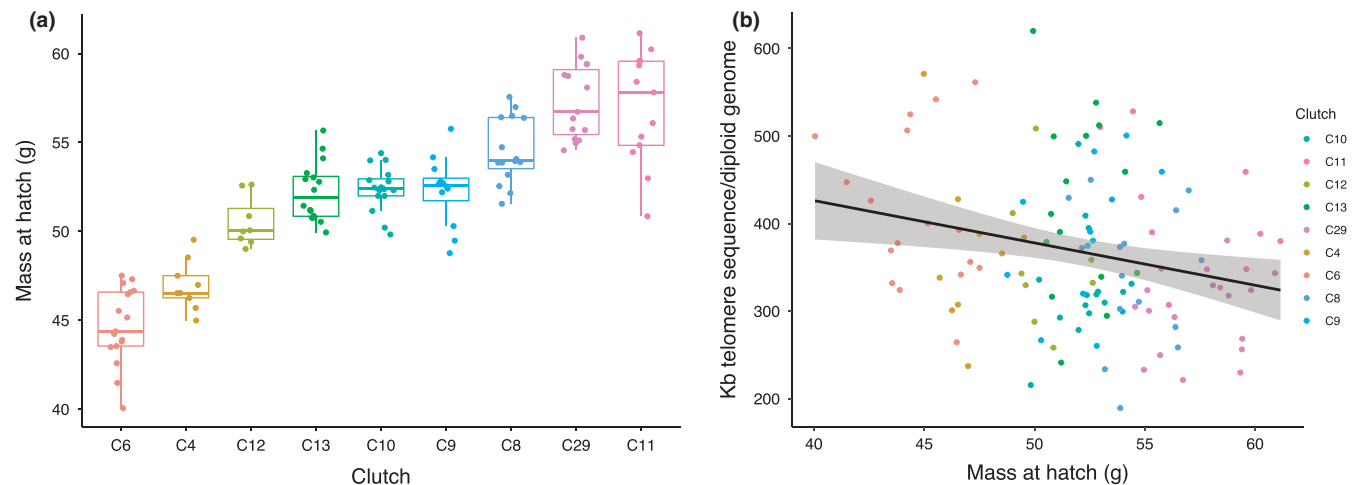 (a)
Mass at hatch (g)
60
55
50
45
40
C6 C4 C12 C13 C10 C9 C8 C29 C11
Clutch
(b)
Kb telomere sequence/diploid genome
600
500
400
300
200
40 45 50 55 60
Mass at hatch (g)
Clutch
C10
C11
C12
C13
C29
C4
C6
C8
C9